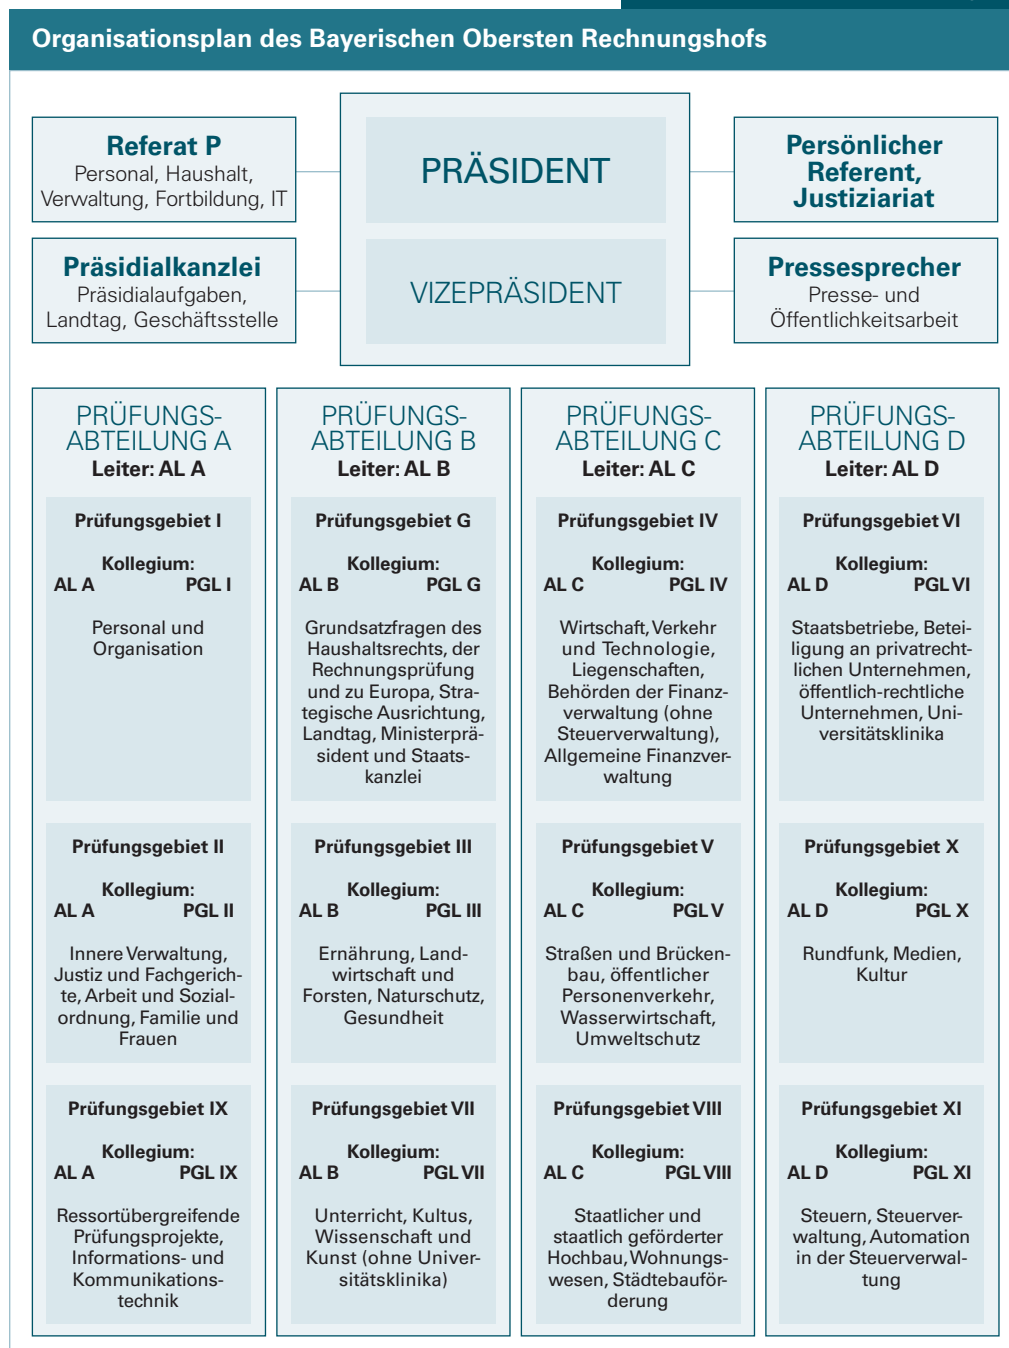 Organisationsplan des Bayerischen Obersten Rechnungshofs
Referat P
Personal, Haushalt,
Verwaltung, Fortbildung, IT
PRÄSIDENT
Persönlicher
Referent,
Justiziariat
Präsidialkanzlei
Präsidialaufgaben,
Landtag, Geschäftsstelle
VIZEPRÄSIDENT
Pressesprecher
Presse- und
Öffentlichkeitsarbeit
PRÜFUNGS-
ABTEILUNG A
Leiter: AL A
Prüfungsgebiet I
Kollegium:
AL A PGL I
Personal und
Organisation
Prüfungsgebiet II
Kollegium:
AL A PGL II
Innere Verwaltung,
Justiz und Fachgerich-
te, Arbeit und Sozial-
ordnung, Familie und
Frauen
Prüfungsgebiet IX
Kollegium:
AL A PGL IX
Ressortübergreifende
Prüfungsprojekte,
Informations- und
Kommunikations-
technik
PRÜFUNGS-
ABTEILUNG B
Leiter: AL B
Prüfungsgebiet G
Kollegium:
AL B PGL G
Grundsatzfragen des
Haushaltsrechts, der
Rechnungsprüfung
und zu Europa, Stra-
tegische Ausrichtung,
Landtag, Ministerprä-
sident und Staats-
kanzlei
Prüfungsgebiet III
Kollegium:
AL B PGL III
Ernährung, Land-
wirtschaft und
Forsten, Naturschutz,
Gesundheit
Prüfungsgebiet VII
Kollegium:
AL B PGL VII
Unterricht, Kultus,
Wissenschaft und
Kunst (ohne Univer-
sitätsklinika)
PRÜFUNGS-
ABTEILUNG C
Leiter: AL C
Prüfungsgebiet IV
Kollegium:
AL C PGL IV
Wirtschaft, Verkehr
und Technologie,
Liegenschaften,
Behörden der Finanz-
verwaltung (ohne
Steuerverwaltung),
Allgemeine Finanzver-
waltung
Prüfungsgebiet V
Kollegium:
AL C PGL V
Straßen und Brücken-
bau, öffentlicher
Personenverkehr,
Wasserwirtschaft,
Umweltschutz
Prüfungsgebiet VIII
Kollegium:
AL C PGL VIII
Staatlicher und
staatlich geförderter
Hochbau, Wohnungs-
wesen, Städtebauför-
derung
PRÜFUNGS-
ABTEILUNG D
Leiter: AL D
Prüfungsgebiet VI
Kollegium:
AL D PGL VI
Staatsbetriebe, Betei-
ligung an privatrecht-
lichen Unternehmen,
öffentlich-rechtliche
Unternehmen, Uni-
versitätsklinika
Prüfungsgebiet X
Kollegium:
AL D PGL X
Rundfunk, Medien,
Kultur
Prüfungsgebiet XI
Kollegium:
AL D PGL XI
Steuern, Steuerver-
waltung, Automation
in der Steuerverwal-
tung